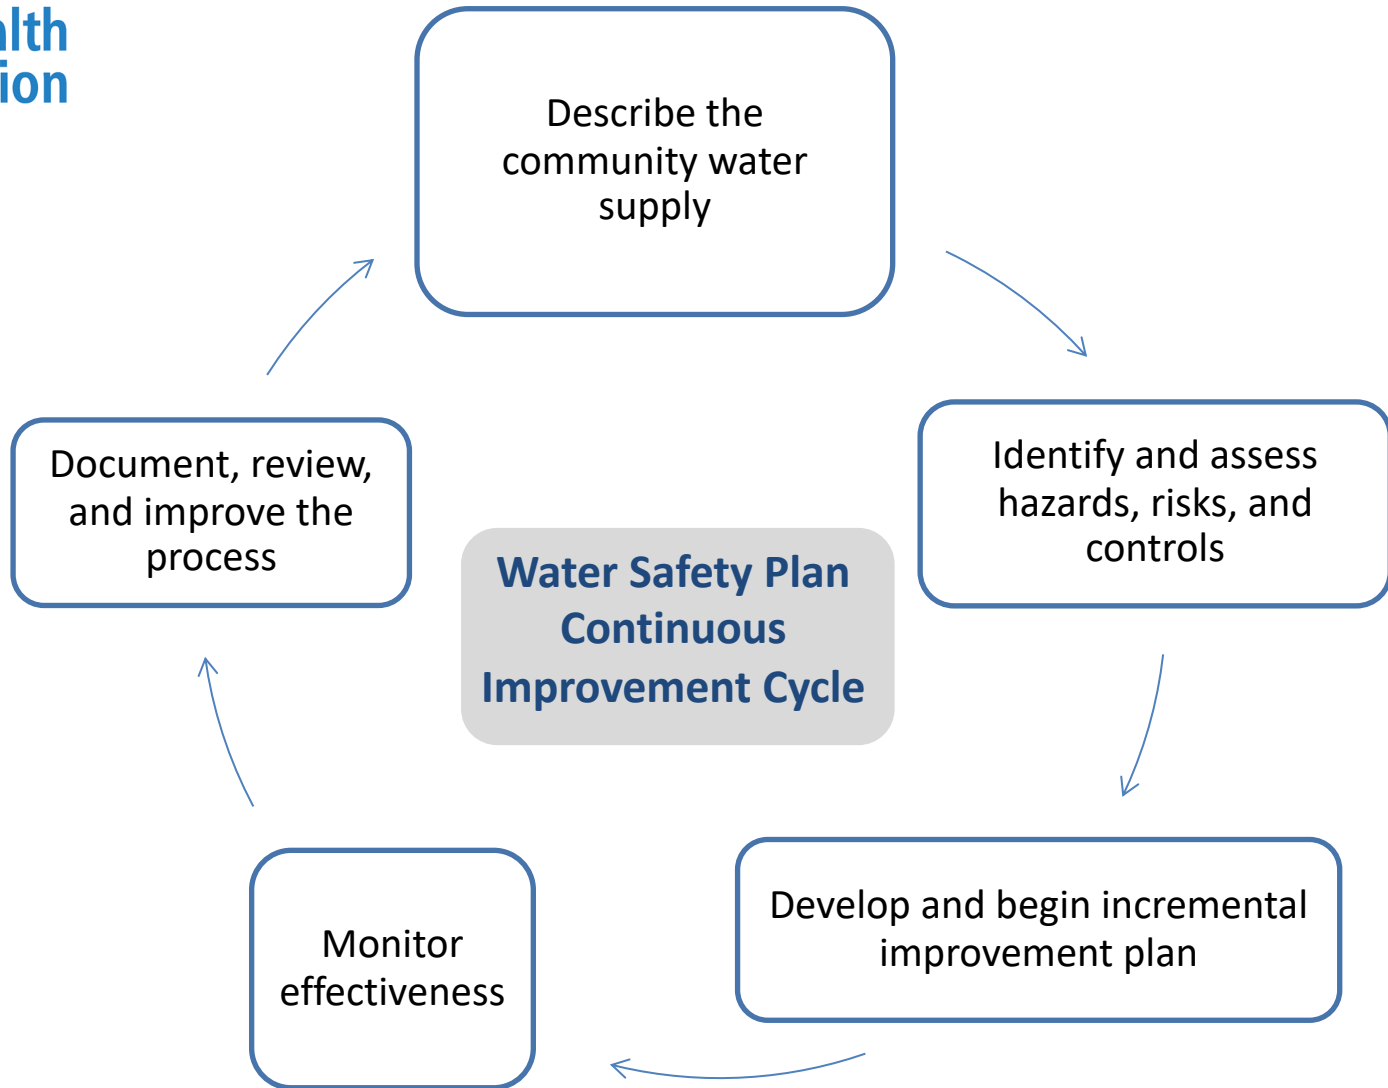 alth
ion
Describe the
community water
supply
Identify and assess
hazards, risks, and
controls
Develop and begin incremental
improvement plan
Monitor
effectiveness
Document, review,
and improve the
process
Water Safety Plan
Continuous
Improvement Cycle